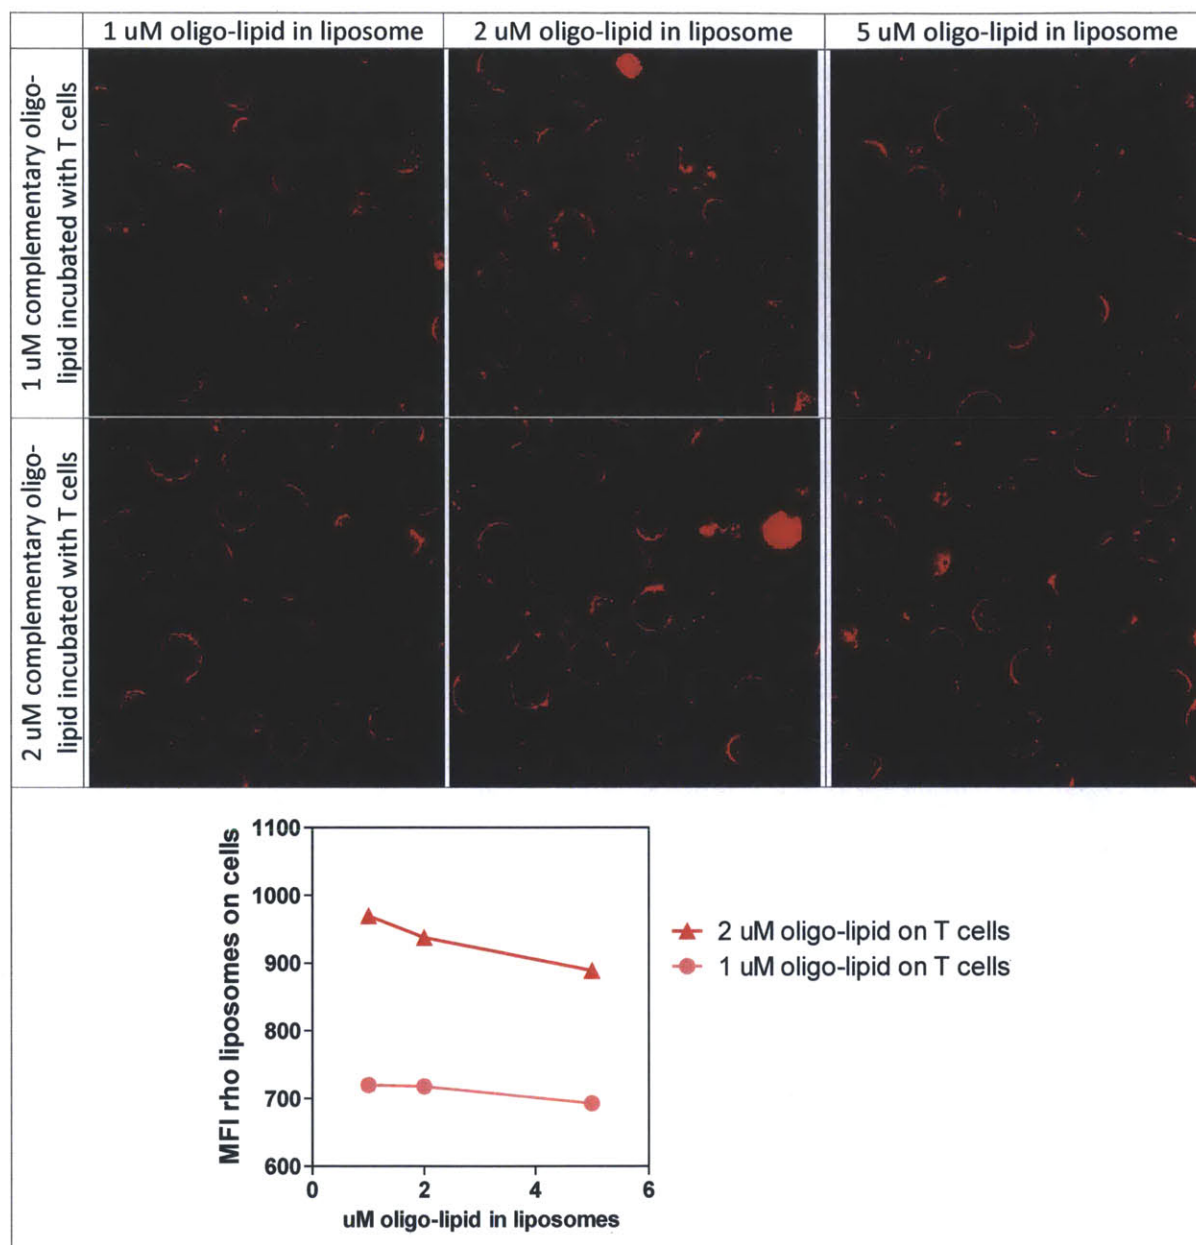 1 uM oligo-lipid in liposome
2 uM oligo-lipid in liposome
5 uM oligo-lipid in liposome
1 uM complementary oligo-
lipid incubated with T cells
2 uM complementary oligo-
lipid incubated with T cells
1100
1000
900
800
700
600
0
2
4
6
MFI rho liposomes on cells
uM oligo-lipid in liposomes
2 uM oligo-lipid on T cells
1 uM oligo-lipid on T cells